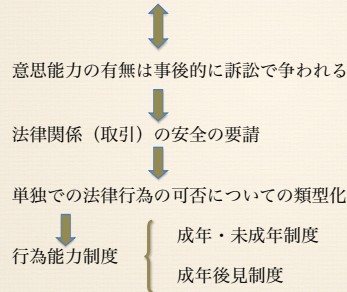 意思能力の有無は事後的に訴訟で争われる
法律関係（取引）の安全の要請
単独での法律行為の可否についての類型化
行為能力制度
成年・未成年制度
成年後見制度